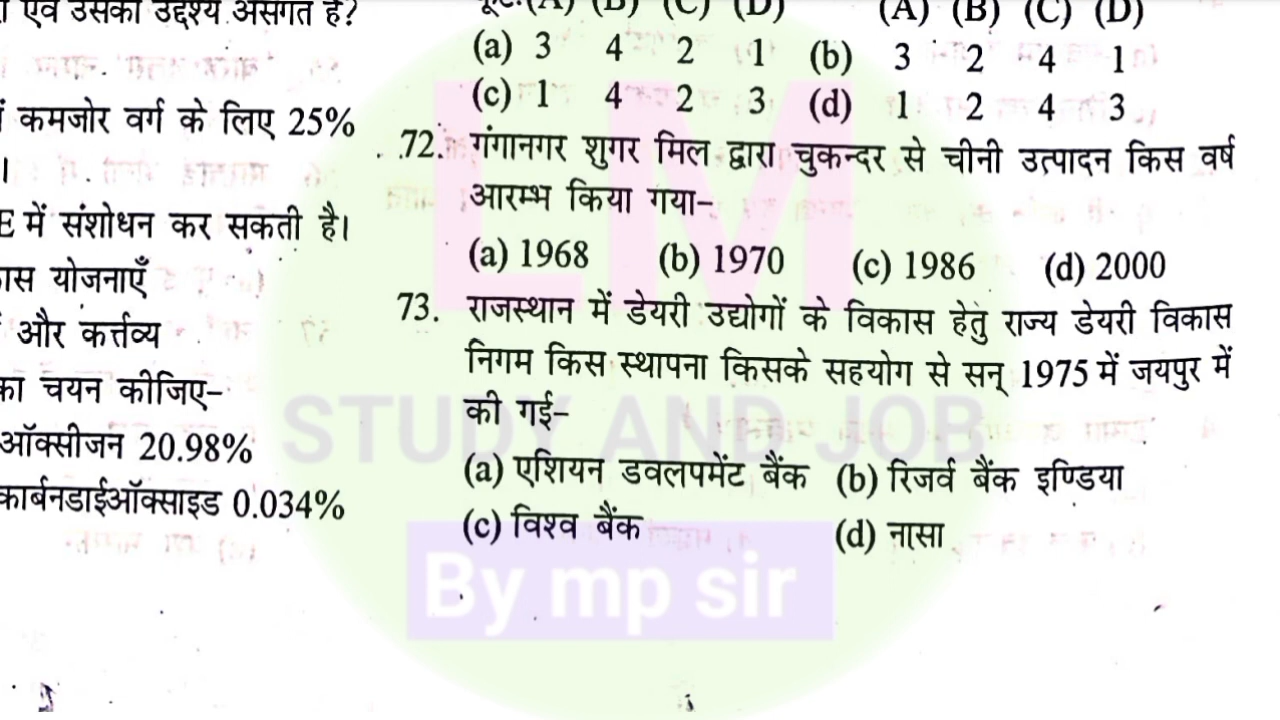 एवं उसका उद्देश्य असंगत है?
में कमजोर वर्ग के लिए 25%
।
E में संशोधन कर सकती है।
ास योजनाएँ
और कर्त्तव्य
का चयन कीजिए–
ऑक्सीजन 20.98%
कार्बनडाईऑक्साइड 0.034%
कूट:(A) (B) (C) (D) (A) (B) (C) (D)
(a) 3 4 2 1 (b) 3 2 4 1
(c) 1 4 2 3 (d) 1 2 4 3
72. गंगानगर शुगर मिल द्वारा चुकन्दर से चीनी उत्पादन किस वर्ष
आरम्भ किया गया–
(a) 1968 (b) 1970 (c) 1986 (d) 2000
73. राजस्थान में डेयरी उद्योगों के विकास हेतु राज्य डेयरी विकास
निगम किस स्थापना किसके सहयोग से सन् 1975 में जयपुर में
की गई–
(a) एशियन डवलपमेंट बैंक (b) रिजर्व बैंक इण्डिया
(c) विश्व बैंक (d) नासा
LM
STUDY AND JOB
By mp sir